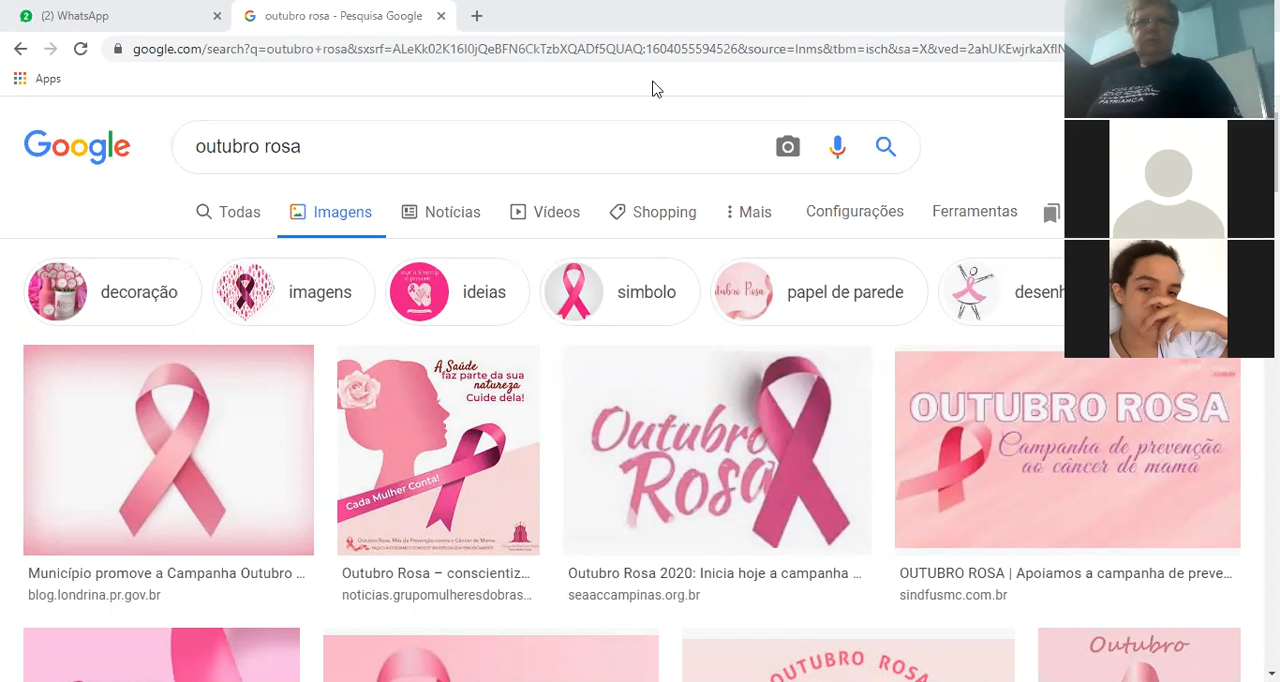 (2) WhatsApp
outubro rosa - Pesquisa Google
google.com/search?q=outubro+rosa&sxsrf=ALeKk02K16I0jQeBFN6CkTzbXQADf5QUAQ:1604055594526&source=lnms&tbm=isch&sa=X&ved=2ahUKEwjrkaXflN
Apps
Google
outubro rosa
Todas
Imagens
Notícias
Vídeos
Shopping
Mais
Configurações
Ferramentas
decoração
imagens
ideias
simbolo
papel de parede
desenh
PATRIARCA
A Saúde
faz parte da sua
natureza
Cuide dela!
Cada Mulher Conta!
Outubro
Rosa
OUTUBRO ROSA
Campanha de prevenção
ao câncer de mama
Município promove a Campanha Outubro ...
blog.londrina.pr.gov.br
Outubro Rosa – conscientiz...
noticias.grupomulheresdobras...
Outubro Rosa 2020: Inicia hoje a campanha ...
seaaccampinas.org.br
OUTUBRO ROSA | Apoiamos a campanha de preve...
sindfusmc.com.br
OUTUBRO ROSA
Outubro